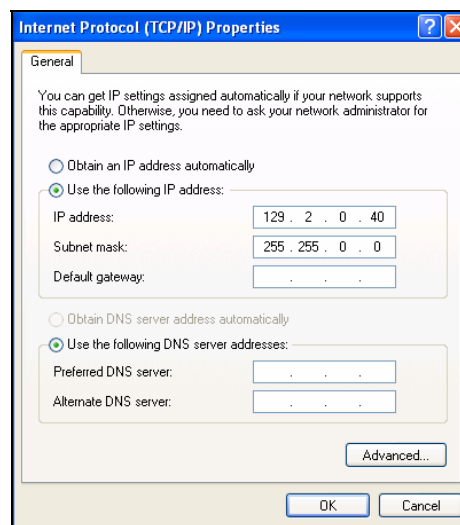 Internet Protocol (TCP/IP) Properties
General
You can get IP settings assigned automatically if your network supports
this capability. Otherwise, you need to ask your network administrator for
the appropriate IP settings.
Obtain an IP address automatically
Use the following IP address:
IP address: 129 . 2 . 0 . 40
Subnet mask: 255 . 255 . 0 . 0
Default gateway: . . .
Obtain DNS server address automatically
Use the following DNS server addresses:
Preferred DNS server: . . .
Alternate DNS server: . . .
Advanced...
OK Cancel